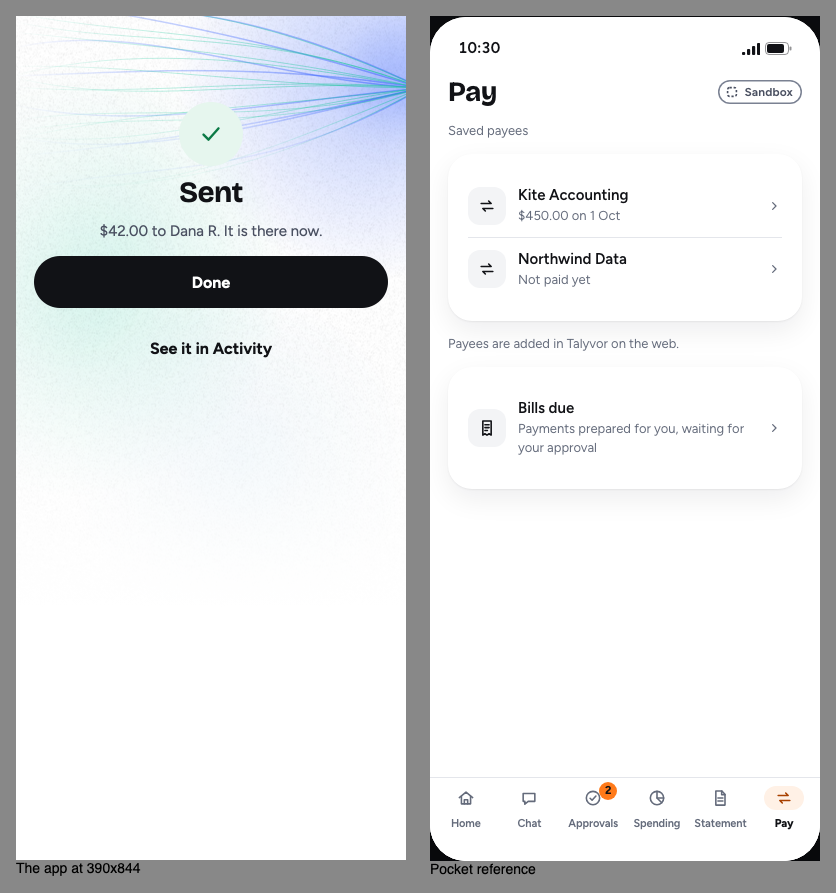 Sent
$42.00 to Dana R. It is there now.
Done
See it in Activity
The app at 390x844
10:30
Pay
Sandbox
Saved payees
Kite Accounting
$450.00 on 1 Oct
Northwind Data
Not paid yet
Payees are added in Talyvor on the web.
Bills due
Payments prepared for you, waiting for
your approval
2
Home
Chat
Approvals
Spending
Statement
Pay
Pocket reference